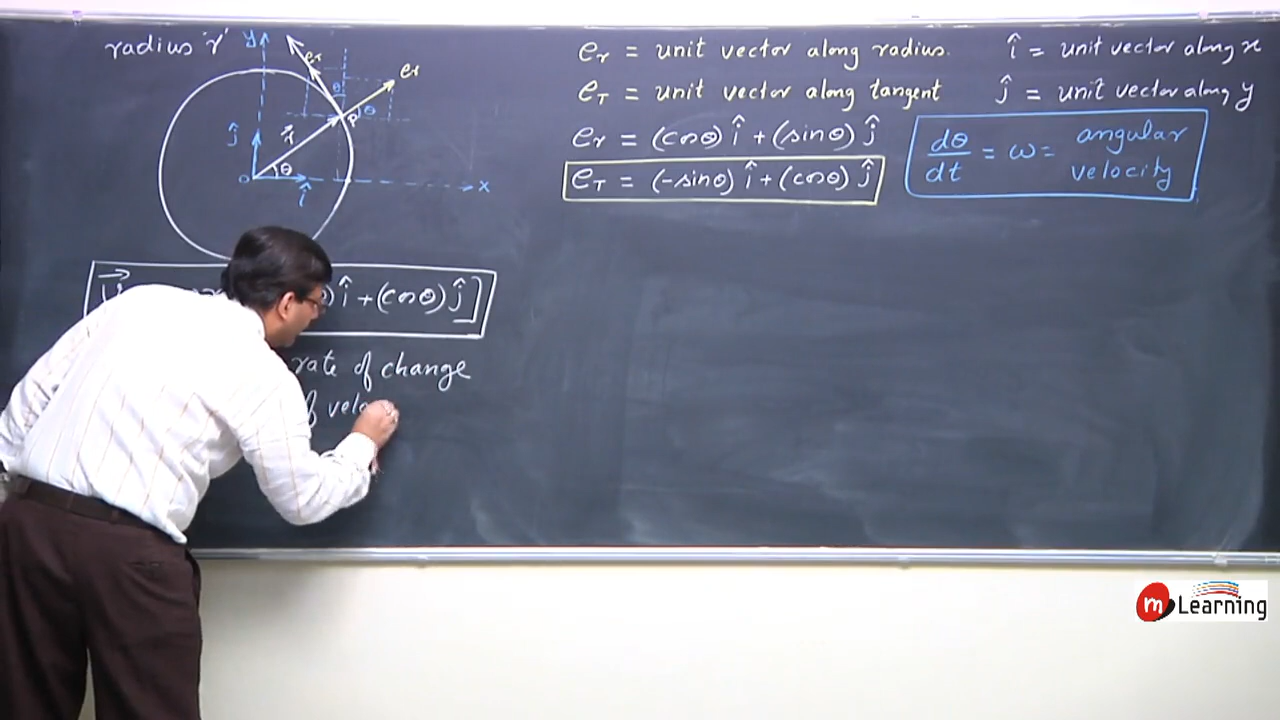 radius 'r'
y
e_T
e_r
θ
P
θ
r⃗
ĵ
θ
O
î
x
e_r = unit vector along radius.
î = unit vector along x
e_T = unit vector along tangent
ĵ = unit vector along y
e_r = (cosθ) î + (sinθ) ĵ
e_T = (-sinθ) î + (cosθ) ĵ
dθ/dt = ω = angular velocity
) î + (cosθ) ĵ]
rate of change
m Learning